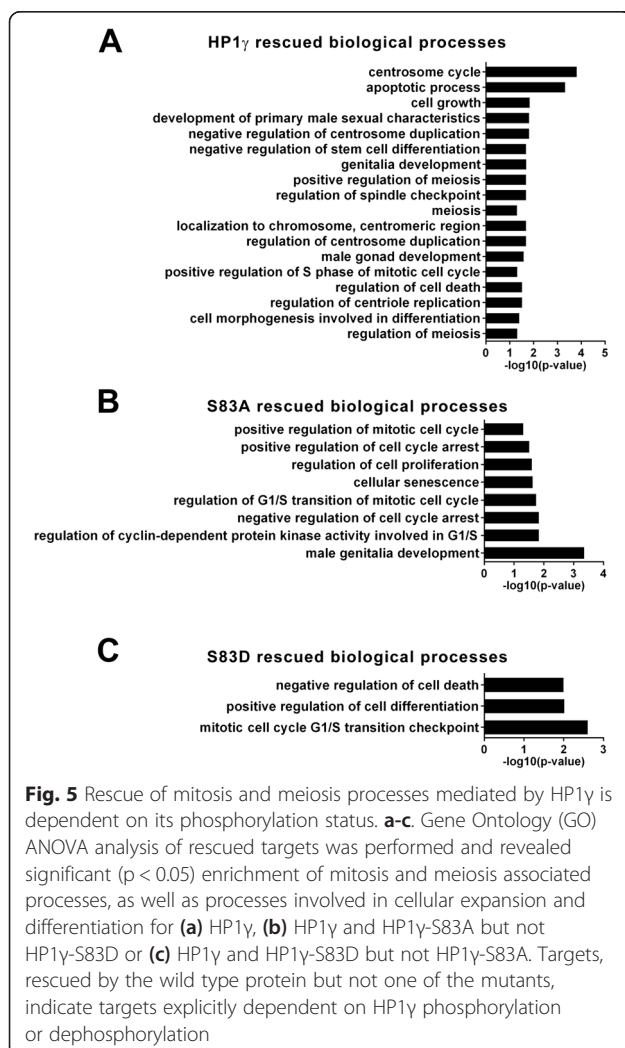 A
HP1γ rescued biological processes
centrosome cycle
apoptotic process
cell growth
development of primary male sexual characteristics
negative regulation of centrosome duplication
negative regulation of stem cell differentiation
genitalia development
positive regulation of meiosis
regulation of spindle checkpoint
meiosis
localization to chromosome, centromeric region
regulation of centrosome duplication
male gonad development
positive regulation of S phase of mitotic cell cycle
regulation of cell death
regulation of centriole replication
cell morphogenesis involved in differentiation
regulation of meiosis
0 1 2 3 4 5
-log10(p-value)
B
S83A rescued biological processes
positive regulation of mitotic cell cycle
positive regulation of cell cycle arrest
regulation of cell proliferation
cellular senescence
regulation of G1/S transition of mitotic cell cycle
negative regulation of cell cycle arrest
regulation of cyclin-dependent protein kinase activity involved in G1/S
male genitalia development
0 1 2 3 4
-log10(p-value)
C
S83D rescued biological processes
negative regulation of cell death
positive regulation of cell differentiation
mitotic cell cycle G1/S transition checkpoint
0 1 2 3
-log10(p-value)
Fig. 5 Rescue of mitosis and meiosis processes mediated by HP1γ is
dependent on its phosphorylation status. a-c. Gene Ontology (GO)
ANOVA analysis of rescued targets was performed and revealed
significant (p < 0.05) enrichment of mitosis and meiosis associated
processes, as well as processes involved in cellular expansion and
differentiation for (a) HP1γ, (b) HP1γ and HP1γ-S83A but not
HP1γ-S83D or (c) HP1γ and HP1γ-S83D but not HP1γ-S83A. Targets,
rescued by the wild type protein but not one of the mutants,
indicate targets explicitly dependent on HP1γ phosphorylation
or dephosphorylation